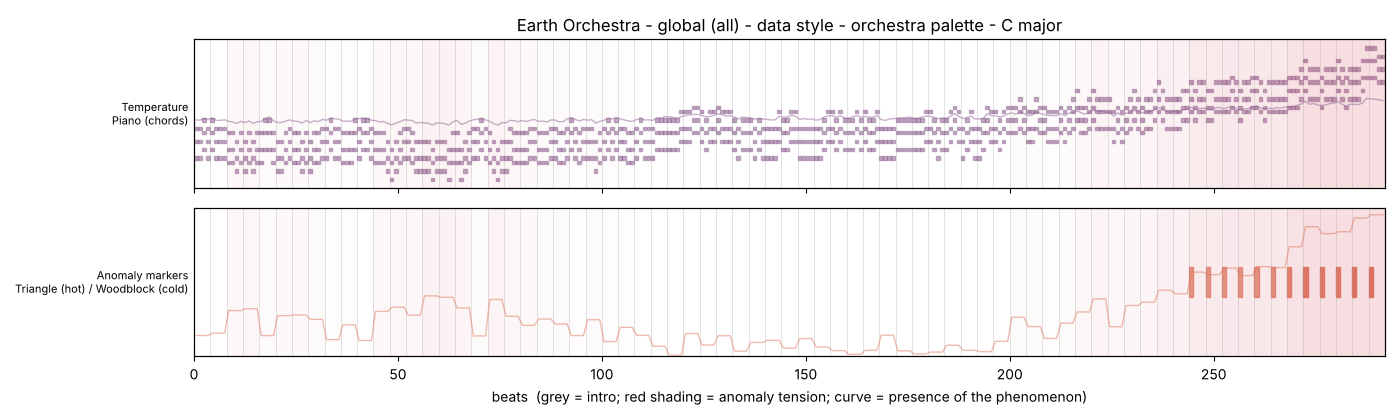 Earth Orchestra - global (all) - data style - orchestra palette - C major
Temperature
Piano (chords)
Anomaly markers
Triangle (hot) / Woodblock (cold)
0 50 100 150 200 250
beats  (grey = intro; red shading = anomaly tension; curve = presence of the phenomenon)